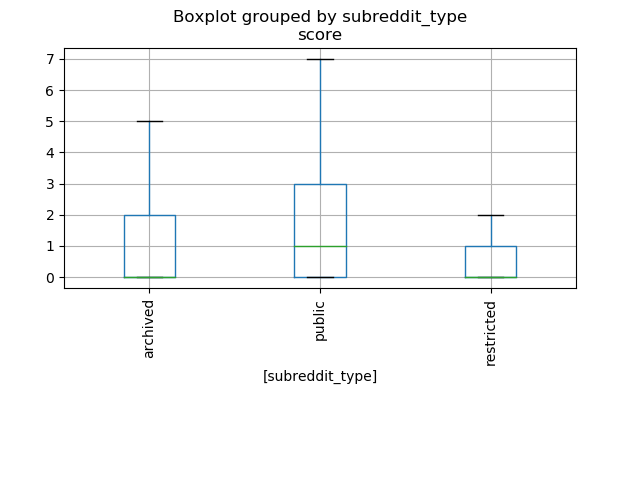 Boxplot grouped by subreddit_type
score
7
6
5
4
3
2
1
0
archived
public
restricted
[subreddit_type]